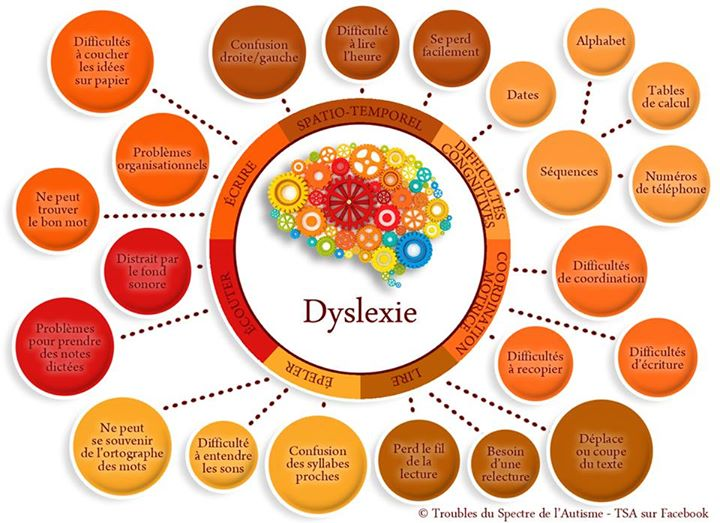 Difficultés
à coucher
les idées
sur papier
Confusion
droite/gauche
Difficulté
à lire
l'heure
Se perd
facilement
Alphabet
Dates
Tables
de calcul
Séquences
Numéros
de téléphone
Problèmes
organisationnels
Ne peut
trouver
le bon mot
Distrait par
le fond
sonore
Problèmes
pour prendre
des notes
dictées
SPATIO-TEMPOREL
DIFFICULTÉS
CONGNITIVES
ÉCRIRE
COORDINATION
MOTRICE
ÉCOUTER
ÉPELER
LIRE
Dyslexie
Difficultés
de coordination
Difficultés
à recopier
Difficultés
d'écriture
Ne peut
se souvenir
de l'ortographe
des mots
Difficulté
à entendre
les sons
Confusion
des syllabes
proches
Perd le fil
de la
lecture
Besoin
d'une
relecture
Déplace
ou coupe
du texte
© Troubles du Spectre de l'Autisme - TSA sur Facebook